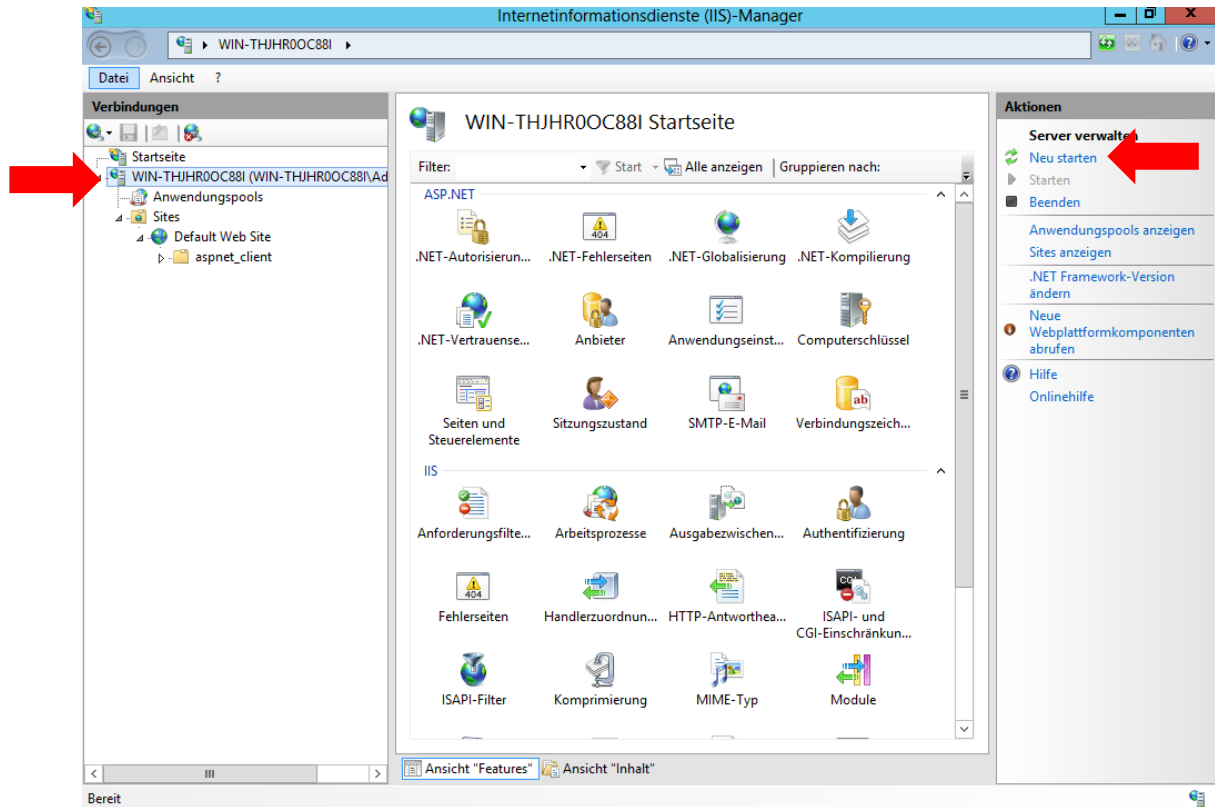 Internetinformationsdienste (IIS)-Manager
WIN-THJHR0OC88I
Datei Ansicht ?
Verbindungen
Startseite
WIN-THJHR0OC88I (WIN-THJHR0OC88I\Ad
Anwendungspools
Sites
Default Web Site
aspnet_client
WIN-THJHR0OC88I Startseite
Filter: Start Alle anzeigen Gruppieren nach:
ASP.NET
.NET-Autorisierun... .NET-Fehlerseiten .NET-Globalisierung .NET-Kompilierung
.NET-Vertrauense... Anbieter Anwendungseinst... Computerschlüssel
Seiten und Steuerelemente Sitzungszustand SMTP-E-Mail Verbindungszeich...
IIS
Anforderungsfilte... Arbeitsprozesse Ausgabezwischen... Authentifizierung
Fehlerseiten Handlerzuordnun... HTTP-Antworthea... ISAPI- und CGI-Einschränkun...
ISAPI-Filter Komprimierung MIME-Typ Module
Ansicht "Features" Ansicht "Inhalt"
Aktionen
Server verwalten
Neu starten
Starten
Beenden
Anwendungspools anzeigen
Sites anzeigen
.NET Framework-Version
ändern
Neue
Webplattformkomponenten
abrufen
Hilfe
Onlinehilfe
Bereit